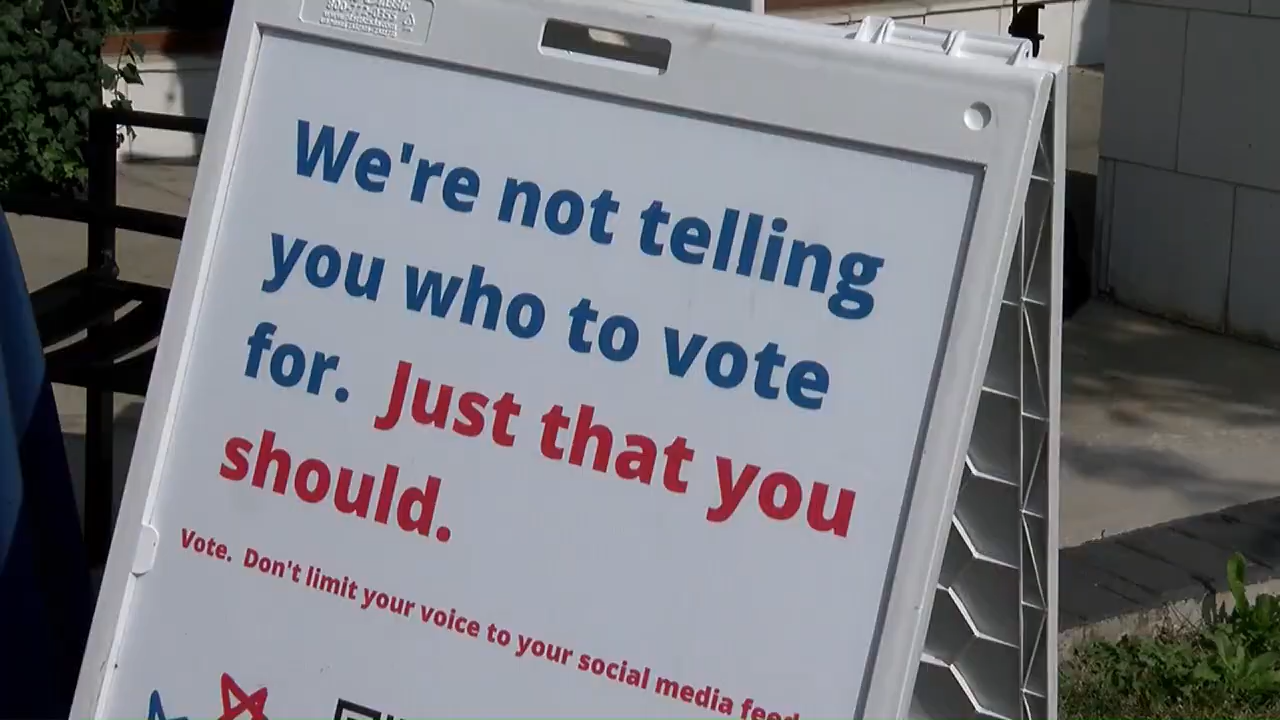 We're not telling
you who to vote
for. Just that you
should.
Vote. Don't limit your voice to your social media feed